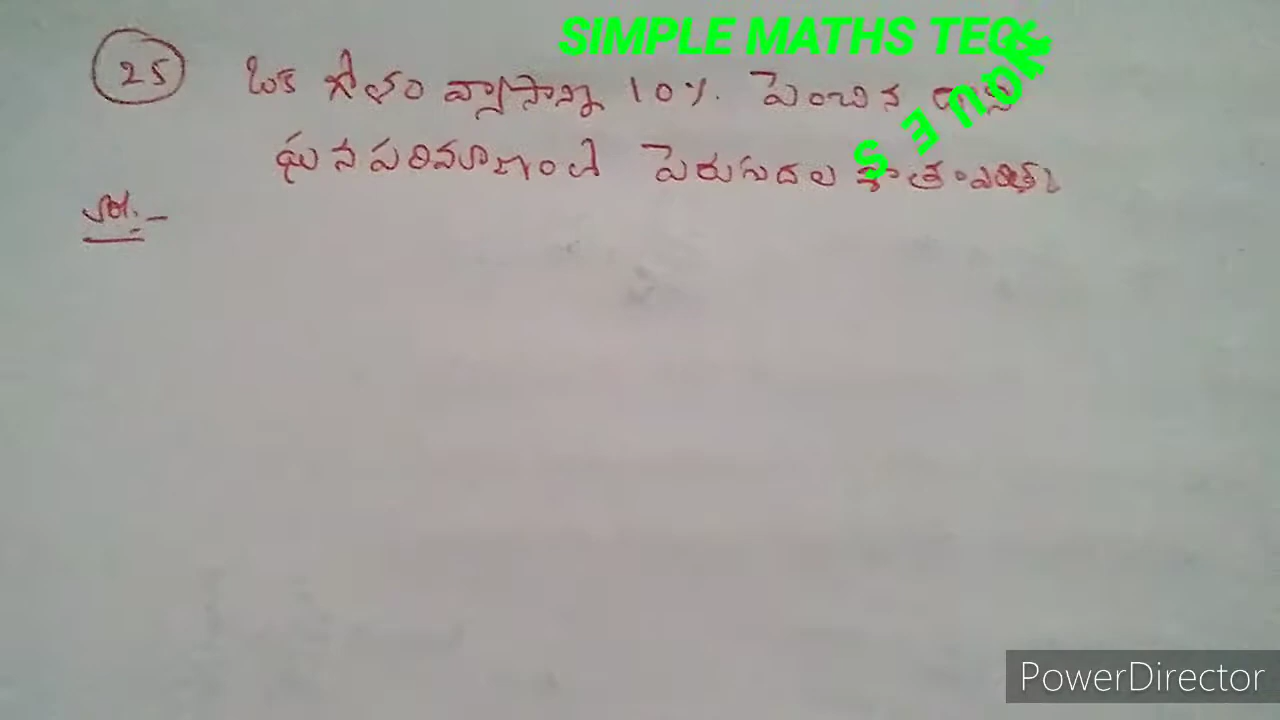 SIMPLE MATHS TECH
25 ఒక గోళం వ్యాసాన్ని 10%. పెంచిన దాని
ఘనపరిమాణంలో పెరుగుదల శాతం ఎంత?
Sol:-
PowerDirector